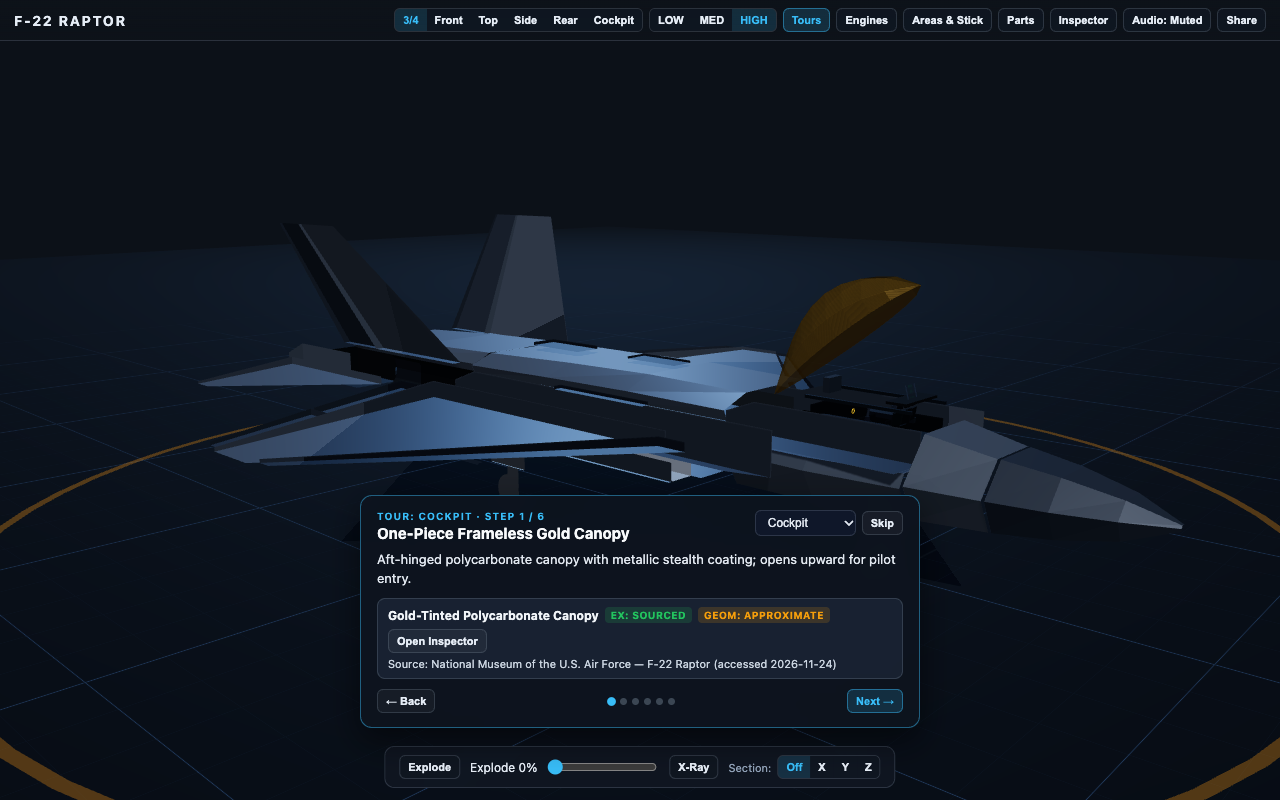 F-22 RAPTOR
3/4 Front Top Side Rear Cockpit LOW MED HIGH Tours Engines Areas & Stick Parts Inspector Audio: Muted Share
TOUR: COCKPIT · STEP 1 / 6
One-Piece Frameless Gold Canopy
Cockpit
Skip
Aft-hinged polycarbonate canopy with metallic stealth coating; opens upward for pilot
entry.
Gold-Tinted Polycarbonate Canopy EX: SOURCED GEOM: APPROXIMATE
Open Inspector
Source: National Museum of the U.S. Air Force — F-22 Raptor (accessed 2026-11-24)
← Back
Next →
Explode Explode 0% X-Ray Section: Off X Y Z